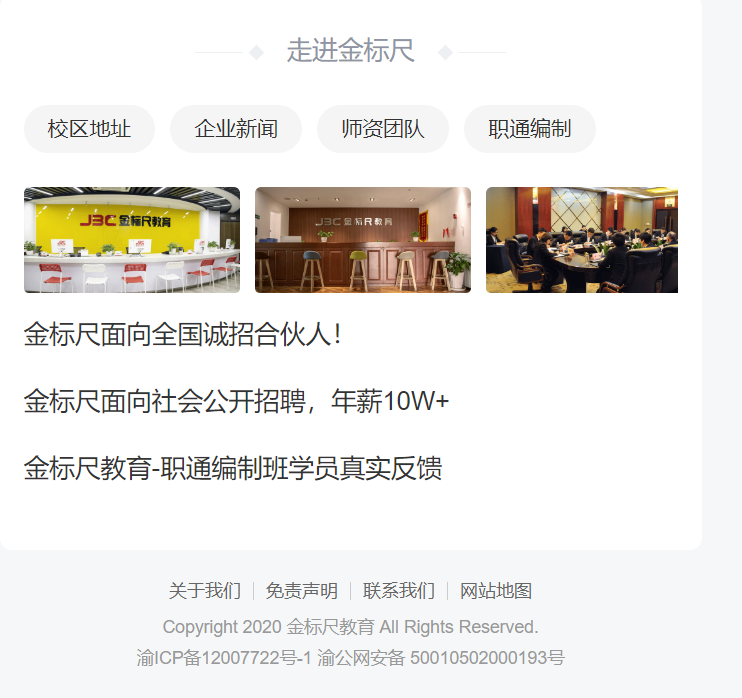 走进金标尺
校区地址 企业新闻 师资团队 职通编制
JBC 金标尺教育 JBC 金标尺教育
金标尺面向全国诚招合伙人！
金标尺面向社会公开招聘，年薪10W+
金标尺教育-职通编制班学员真实反馈
关于我们 | 免责声明 | 联系我们 | 网站地图
Copyright 2020 金标尺教育 All Rights Reserved.
渝ICP备12007722号-1 渝公网安备 50010502000193号